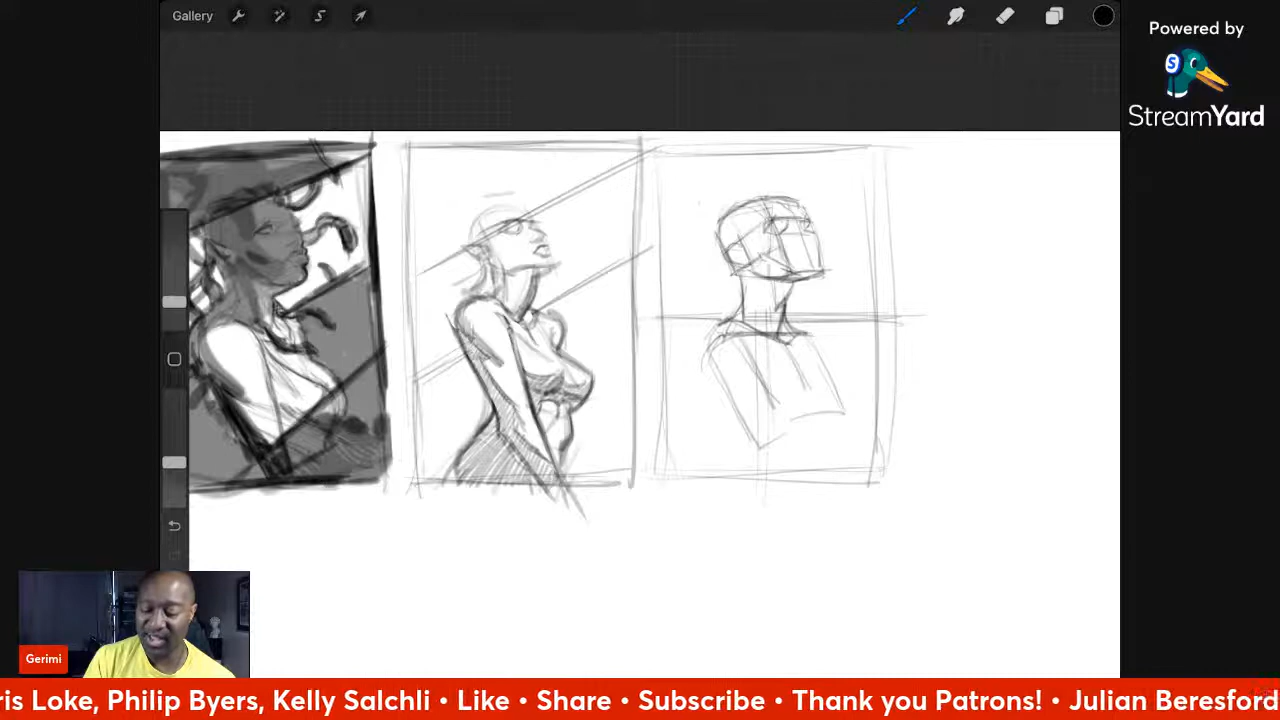 Gallery
Powered by
S
StreamYard
Gerimi
ris Loke, Philip Byers, Kelly Salchli • Like • Share • Subscribe • Thank you Patrons! • Julian Beresford